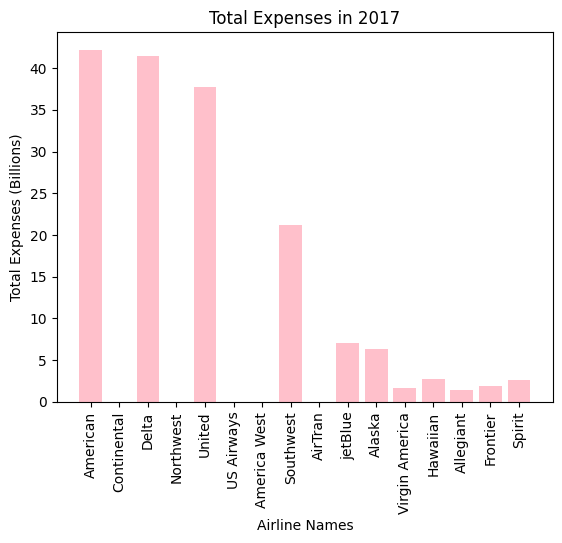 Total Expenses in 2017
Total Expenses (Billions)
40
35
30
25
20
15
10
5
0
American
Continental
Delta
Northwest
United
US Airways
America West
Southwest
AirTran
jetBlue
Alaska
Virgin America
Hawaiian
Allegiant
Frontier
Spirit
Airline Names